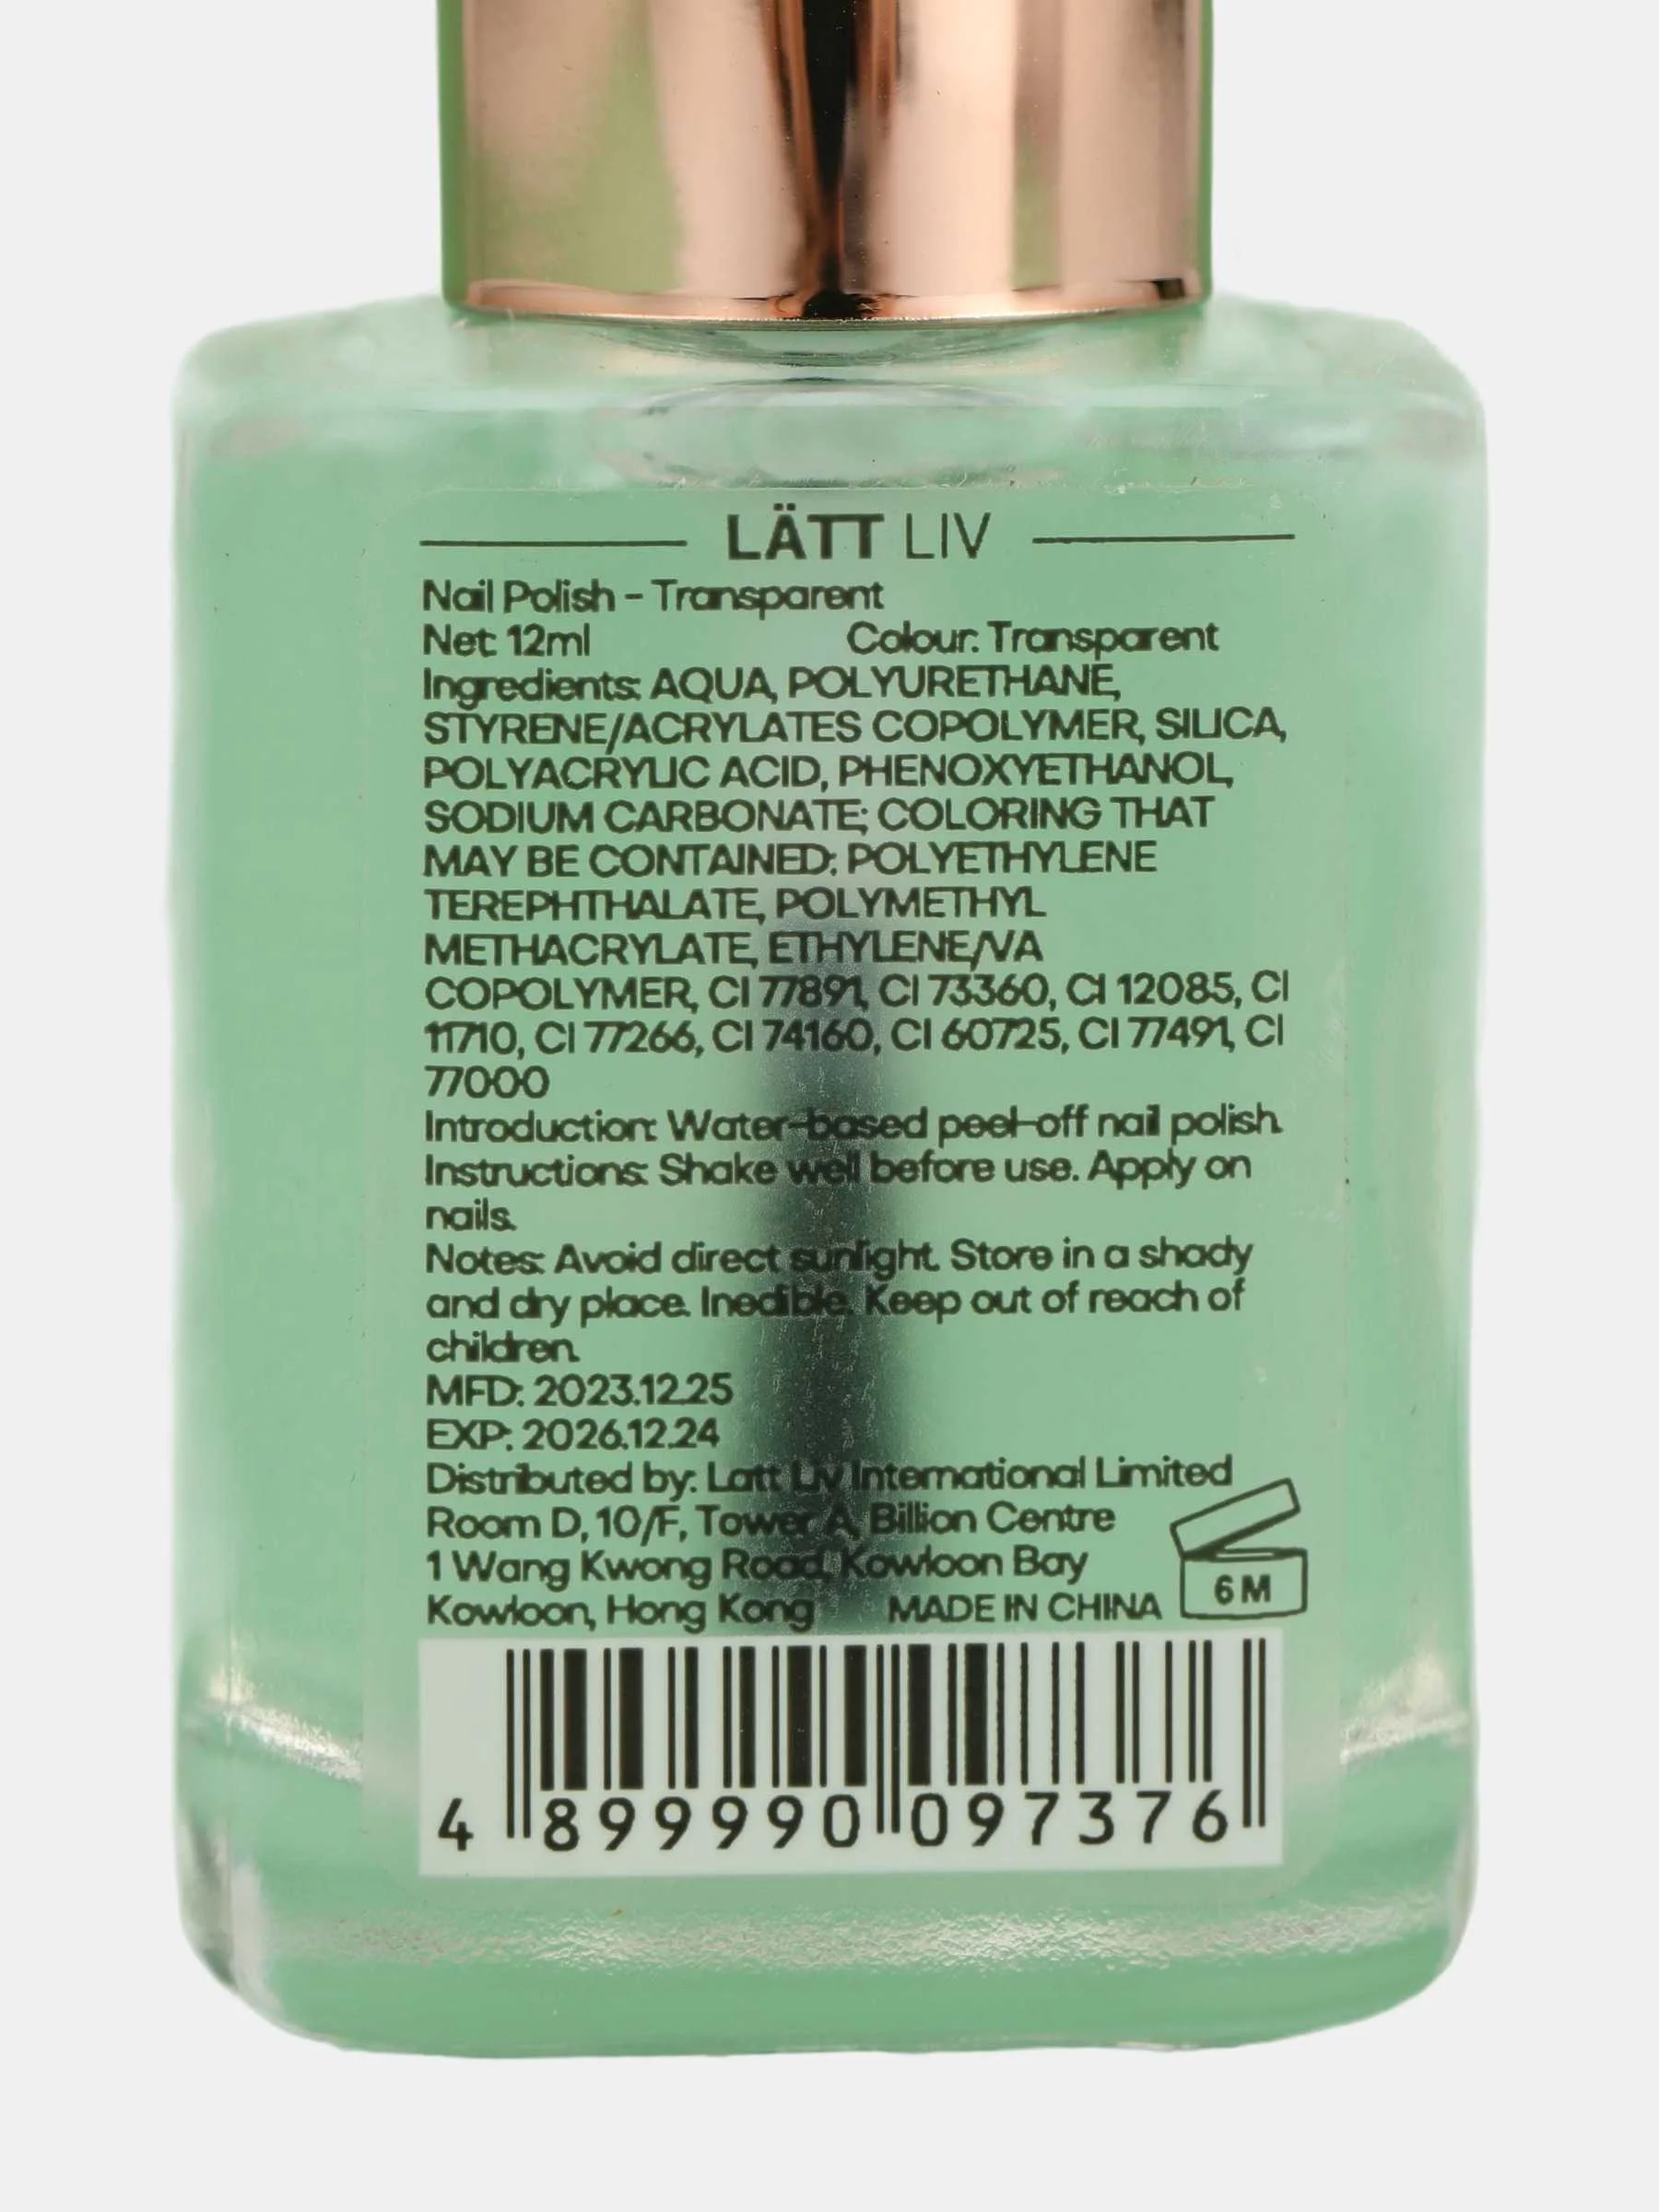 LÄTT LIV
Nail Polish - Transparent
Net: 12ml Colour: Transparent
Ingredients: AQUA, POLYURETHANE,
STYRENE/ACRYLATES COPOLYMER, SILICA,
POLYACRYLIC ACID, PHENOXYETHANOL,
SODIUM CARBONATE; COLORING THAT
MAY BE CONTAINED: POLYETHYLENE
TEREPHTHALATE, POLYMETHYL
METHACRYLATE, ETHYLENE/VA
COPOLYMER, CI 77891, CI 73360, CI 12085, CI
11710, CI 77266, CI 74160, CI 60725, CI 77491, CI
77000
Introduction: Water-based peel-off nail polish.
Instructions: Shake well before use. Apply on
nails.
Notes: Avoid direct sunlight. Store in a shady
and dry place. Inedible. Keep out of reach of
children.
MFD: 2023.12.25
EXP: 2026.12.24
Distributed by: Latt Liv International Limited
Room D, 10/F, Tower A, Billion Centre
1 Wang Kwong Road, Kowloon Bay
Kowloon, Hong Kong MADE IN CHINA
6 M
4 899990 097376